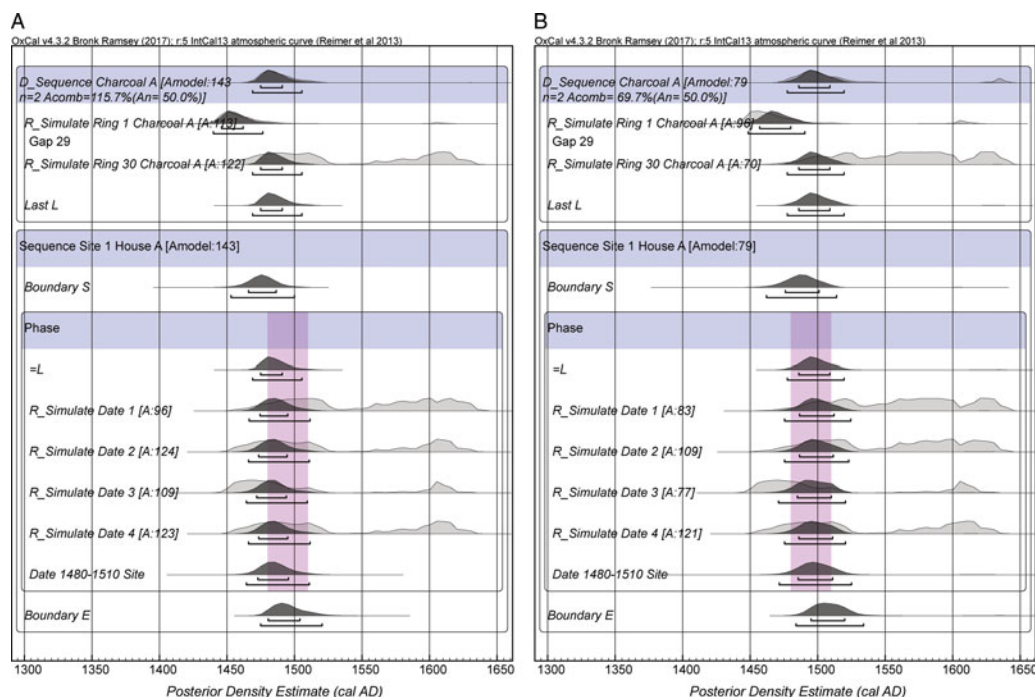 A
OxCal v4.3.2 Bronk Ramsey (2017); r:5 IntCal13 atmospheric curve (Reimer et al 2013)
D_Sequence Charcoal A [Amodel:143
n=2 Acomb=115.7%(An= 50.0%)]
R_Simulate Ring 1 Charcoal A [A:113]
Gap 29
R_Simulate Ring 30 Charcoal A [A:122]
Last L
Sequence Site 1 House A [Amodel:143]
Boundary S
Phase
=L
R_Simulate Date 1 [A:96]
R_Simulate Date 2 [A:124]
R_Simulate Date 3 [A:109]
R_Simulate Date 4 [A:123]
Date 1480-1510 Site
Boundary E
1300 1350 1400 1450 1500 1550 1600 1650
Posterior Density Estimate (cal AD)
B
OxCal v4.3.2 Bronk Ramsey (2017); r:5 IntCal13 atmospheric curve (Reimer et al 2013)
D_Sequence Charcoal A [Amodel:79
n=2 Acomb= 69.7%(An= 50.0%)]
R_Simulate Ring 1 Charcoal A [A:96]
Gap 29
R_Simulate Ring 30 Charcoal A [A:70]
Last L
Sequence Site 1 House A [Amodel:79]
Boundary S
Phase
=L
R_Simulate Date 1 [A:83]
R_Simulate Date 2 [A:109]
R_Simulate Date 3 [A:77]
R_Simulate Date 4 [A:121]
Date 1480-1510 Site
Boundary E
1300 1350 1400 1450 1500 1550 1600 1650
Posterior Density Estimate (cal AD)